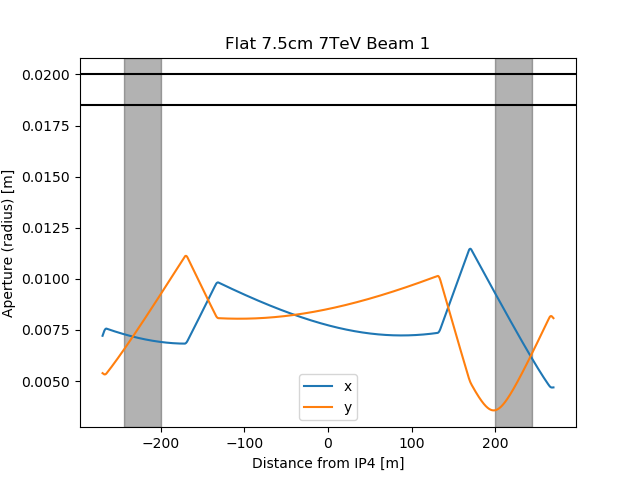 Flat 7.5cm 7TeV Beam 1
Aperture (radius) [m]
0.0200
0.0175
0.0150
0.0125
0.0100
0.0075
0.0050
x
y
−200
−100
0
100
200
Distance from IP4 [m]